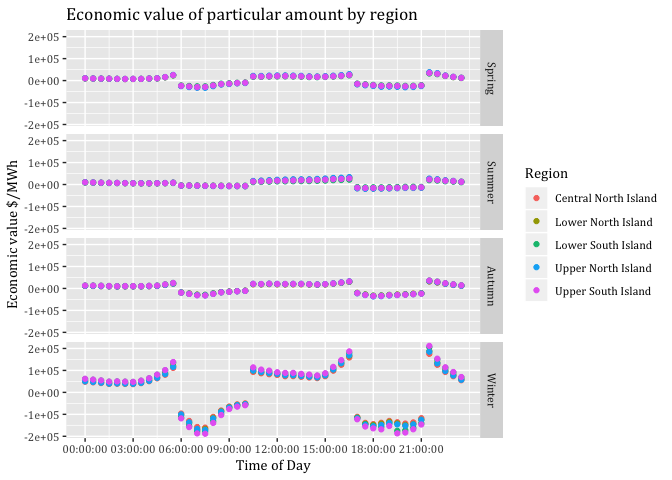 Economic value of particular amount by region
Economic value $/MWh
2e+05
1e+05
0e+00
-1e+05
-2e+05
Spring
2e+05
1e+05
0e+00
-1e+05
-2e+05
Summer
2e+05
1e+05
0e+00
-1e+05
-2e+05
Autumn
2e+05
1e+05
0e+00
-1e+05
-2e+05
Winter
00:00:00 03:00:00 06:00:00 09:00:00 12:00:00 15:00:00 18:00:00 21:00:00
Time of Day
Region
Central North Island
Lower North Island
Lower South Island
Upper North Island
Upper South Island